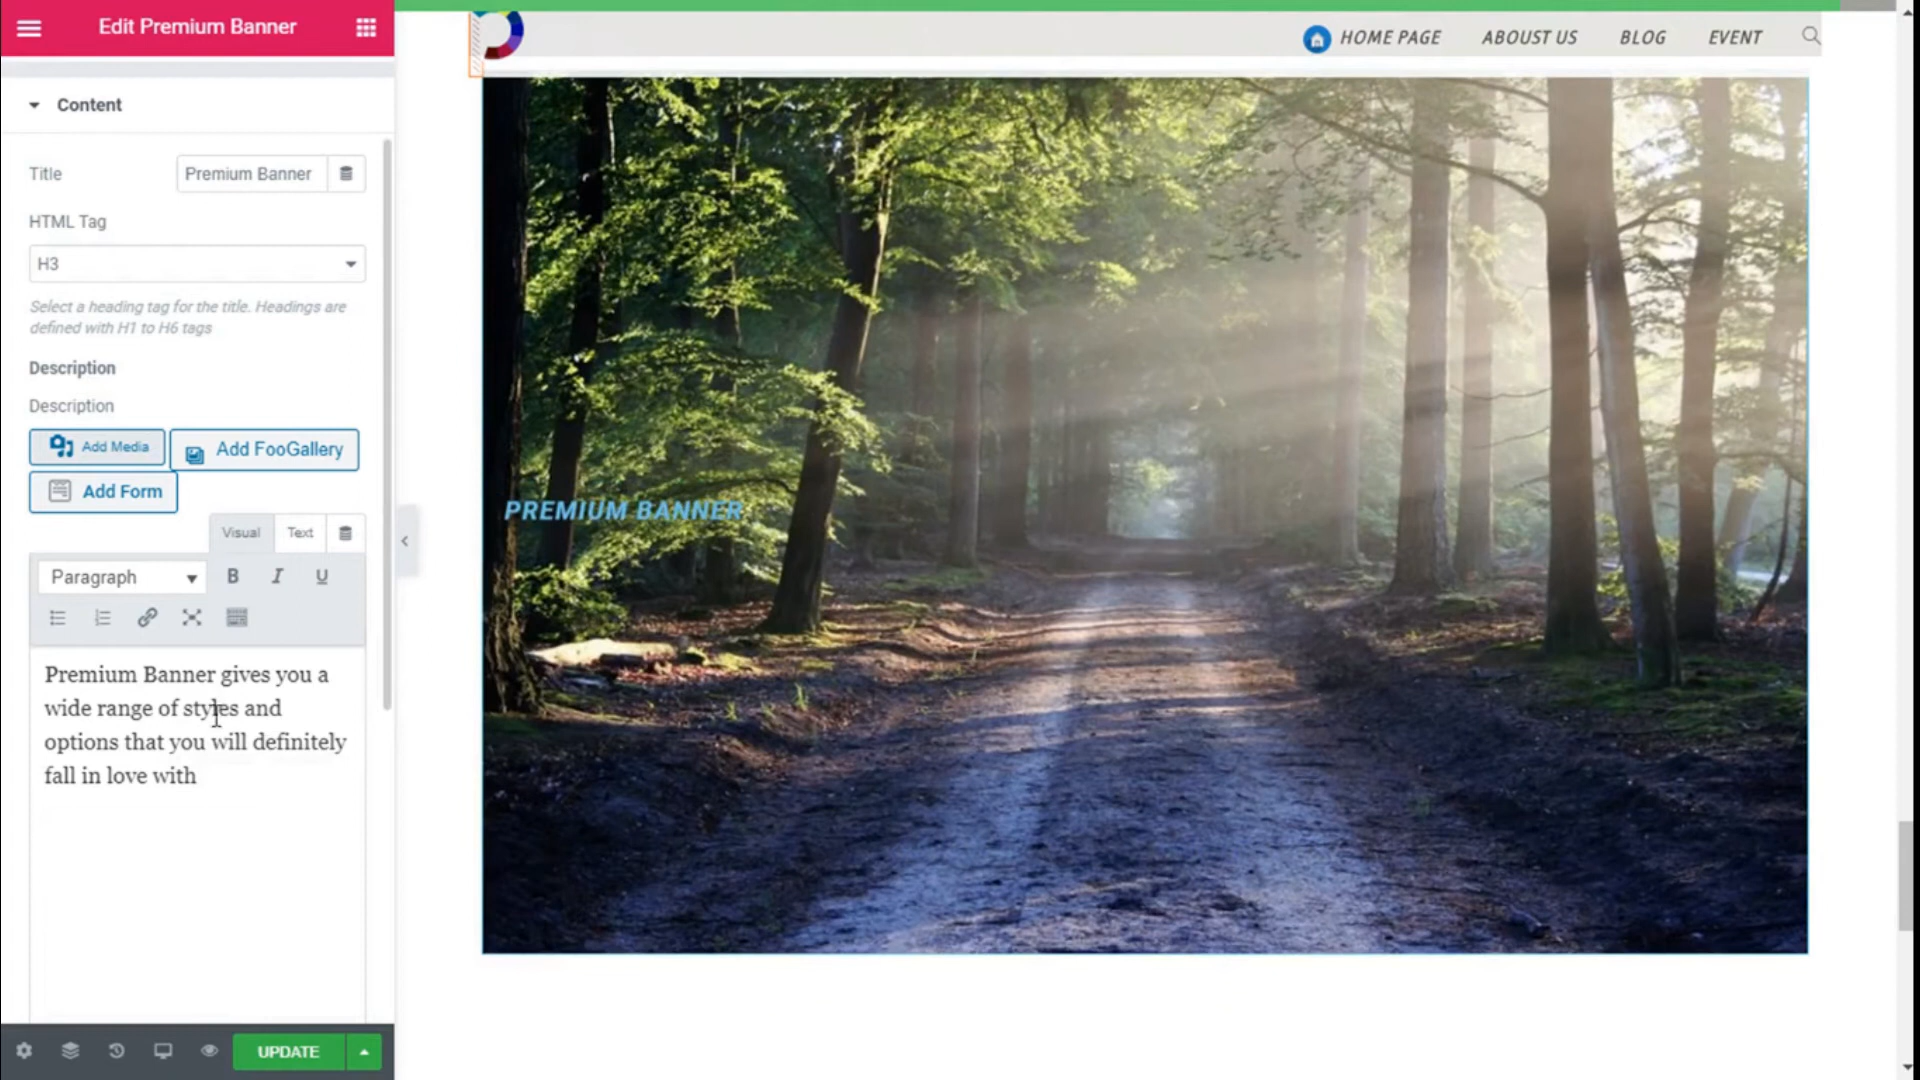 Edit Premium Banner
HOME PAGE
ABOUST US
BLOG
EVENT
Content
Title
Premium Banner
HTML Tag
H3
Select a heading tag for the title. Headings are
defined with H1 to H6 tags
Description
Description
Add Media
Add FooGallery
Add Form
Visual
Text
Paragraph
B
I
U
Premium Banner gives you a
wide range of styles and
options that you will definitely
fall in love with
PREMIUM BANNER
UPDATE